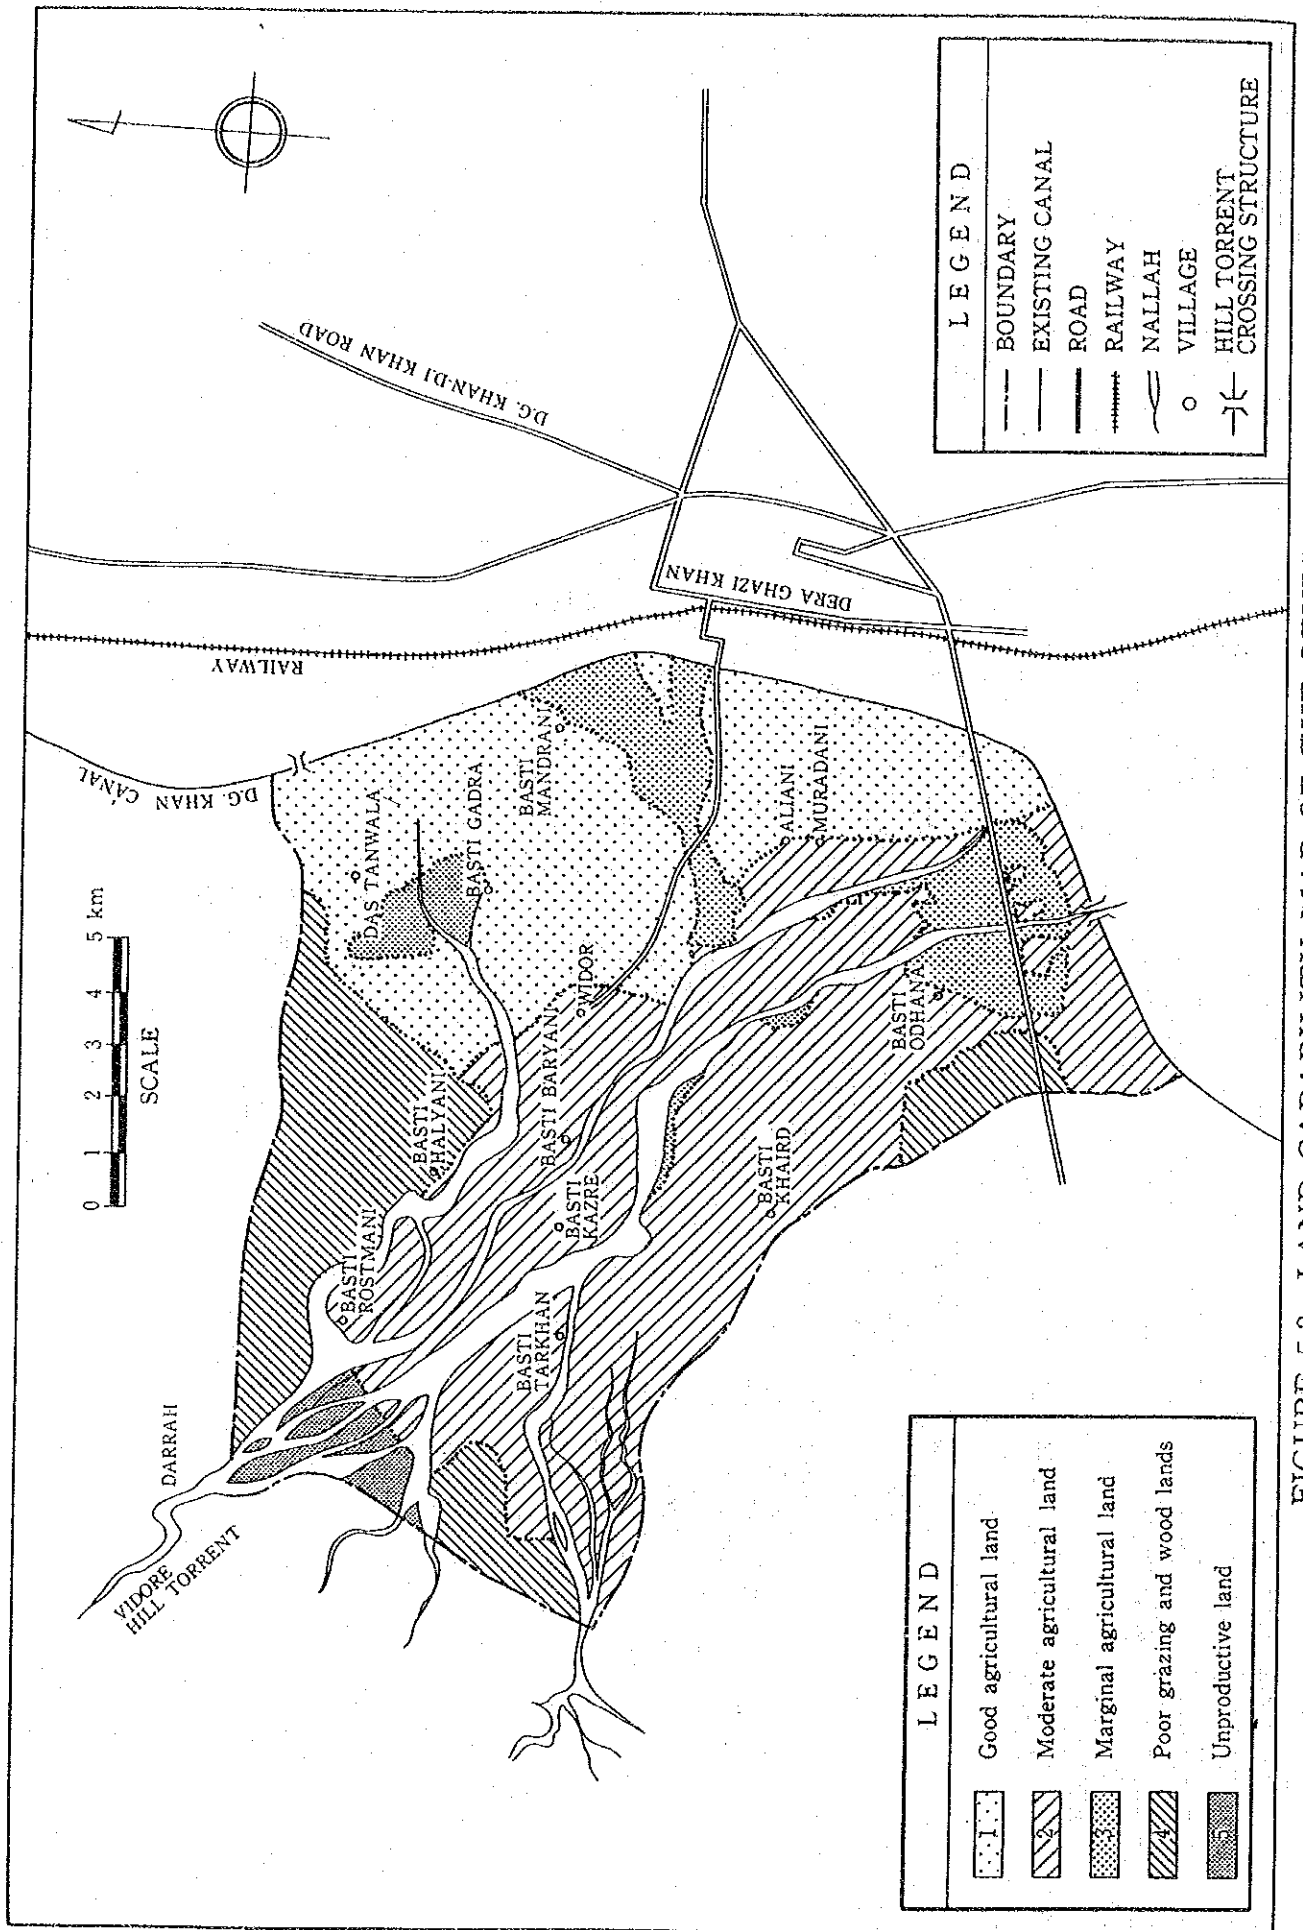 0 1 2 3 4 5 km
SCALE
DARRAH
VIDORE
HILL TORRENT
BASTI
ROSTMANI
BASTI
HALYANI
DAS TANWALA
BASTI GADRA
D.G. KHAN CANAL
RAILWAY
D.G. KHAN-D.I KHAN ROAD
BASTI
TARKHAN
BASTI
KAZRE
BASTI BARYANI
WIDOR
BASTI
MANDRANI
DERA GHAZI KHAN
BASTI
KHAIRD
BASTI
ODHANA
ALIANI
MURADANI
LEGEND
1 Good agricultural land
2 Moderate agricultural land
3 Marginal agricultural land
4 Poor grazing and wood lands
5 Unproductive land
LEGEND
BOUNDARY
EXISTING CANAL
ROAD
RAILWAY
NALLAH
VILLAGE
HILL TORRENT
CROSSING STRUCTURE